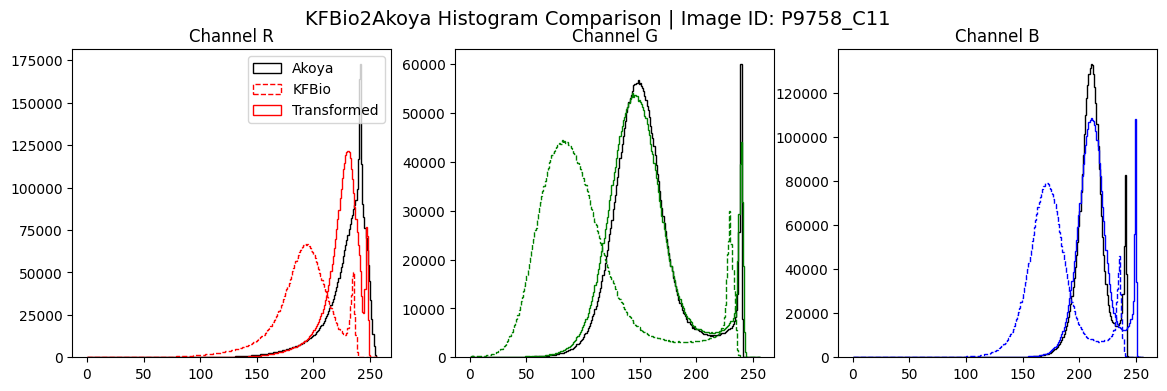 KFBio2Akoya Histogram Comparison | Image ID: P9758_C11
Channel R
175000
150000
125000
100000
75000
50000
25000
0
0 50 100 150 200 250
Akoya
KFBio
Transformed
Channel G
60000
50000
40000
30000
20000
10000
0
0 50 100 150 200 250
Channel B
120000
100000
80000
60000
40000
20000
0
0 50 100 150 200 250